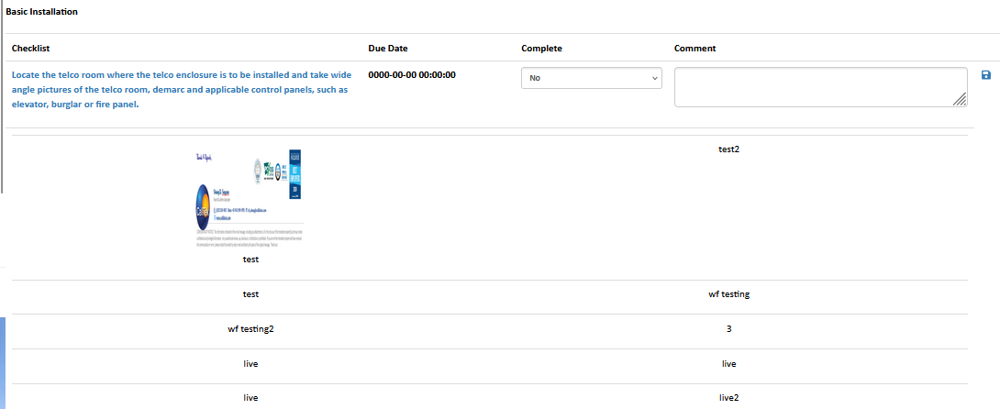 Basic Installation
Checklist Due Date Complete Comment
Locate the telco room where the telco enclosure is to be installed and take wide
angle pictures of the telco room, demarc and applicable control panels, such as
elevator, burglar or fire panel.
0000-00-00 00:00:00
No
test2
test
test wf testing
wf testing2 3
live live
live live2